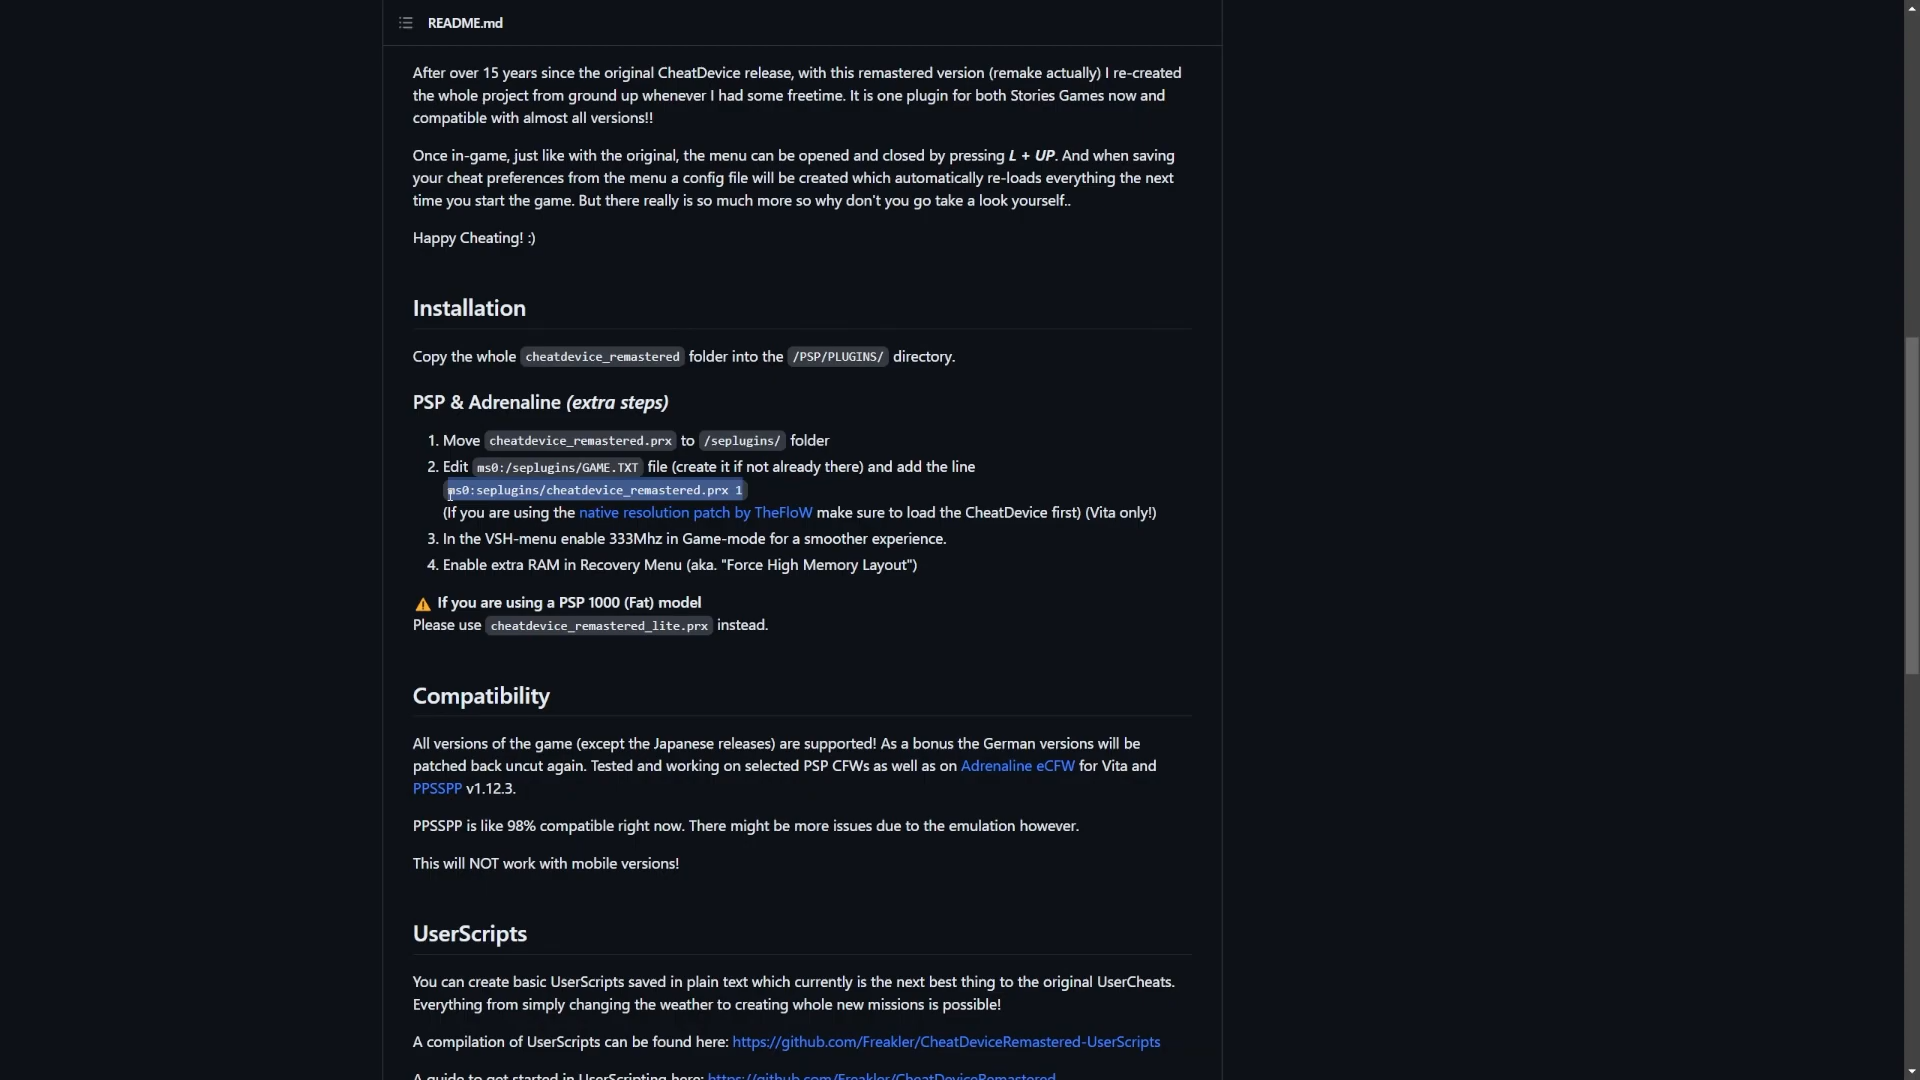 README.md
After over 15 years since the original CheatDevice release, with this remastered version (remake actually) I re-created
the whole project from ground up whenever I had some freetime. It is one plugin for both Stories Games now and
compatible with almost all versions!!
Once in-game, just like with the original, the menu can be opened and closed by pressing L + UP. And when saving
your cheat preferences from the menu a config file will be created which automatically re-loads everything the next
time you start the game. But there really is so much more so why don't you go take a look yourself..
Happy Cheating! :)
Installation
Copy the whole cheatdevice_remastered folder into the /PSP/PLUGINS/ directory.
PSP & Adrenaline (extra steps)
1. Move cheatdevice_remastered.prx to /seplugins/ folder
2. Edit ms0:/seplugins/GAME.TXT file (create it if not already there) and add the line
ms0:seplugins/cheatdevice_remastered.prx 1
(If you are using the native resolution patch by TheFloW make sure to load the CheatDevice first) (Vita only!)
3. In the VSH-menu enable 333Mhz in Game-mode for a smoother experience.
4. Enable extra RAM in Recovery Menu (aka. "Force High Memory Layout")
⚠ If you are using a PSP 1000 (Fat) model
Please use cheatdevice_remastered_lite.prx instead.
Compatibility
All versions of the game (except the Japanese releases) are supported! As a bonus the German versions will be
patched back uncut again. Tested and working on selected PSP CFWs as well as on Adrenaline eCFW for Vita and
PPSSPP v1.12.3.
PPSSPP is like 98% compatible right now. There might be more issues due to the emulation however.
This will NOT work with mobile versions!
UserScripts
You can create basic UserScripts saved in plain text which currently is the next best thing to the original UserCheats.
Everything from simply changing the weather to creating whole new missions is possible!
A compilation of UserScripts can be found here: https://github.com/Freakler/CheatDeviceRemastered-UserScripts
A guide to get started in UserScripting here: https://github.com/Freakler/CheatDeviceRemastered